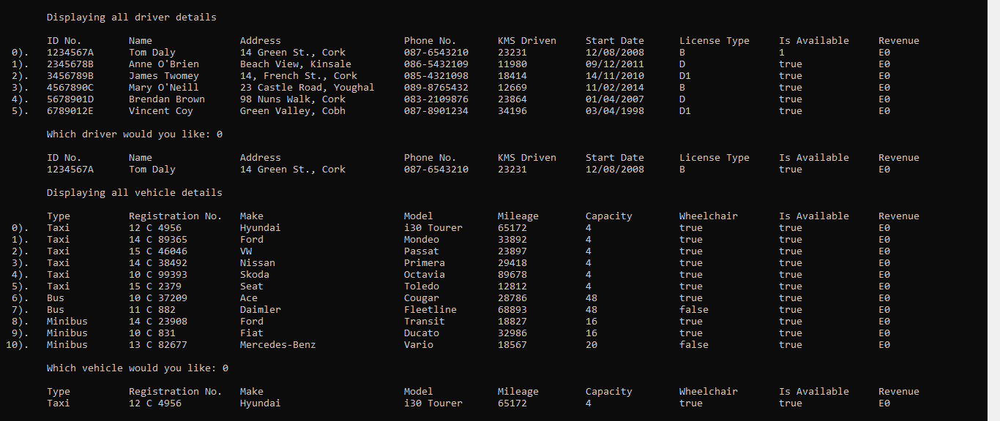 Displaying all driver details
ID No. Name Address Phone No. KMS Driven Start Date License Type Is Available Revenue
0). 1234567A Tom Daly 14 Green St., Cork 087-6543210 23231 12/08/2008 B 1 E0
1). 2345678B Anne O'Brien Beach View, Kinsale 086-5432109 11980 09/12/2011 D true E0
2). 3456789B James Twomey 14, French St., Cork 085-4321098 18414 14/11/2010 D1 true E0
3). 4567890C Mary O'Neill 23 Castle Road, Youghal 089-8765432 12669 11/02/2014 B true E0
4). 5678901D Brendan Brown 98 Nuns Walk, Cork 083-2109876 23864 01/04/2007 D true E0
5). 6789012E Vincent Coy Green Valley, Cobh 087-8901234 34196 03/04/1998 D1 true E0
Which driver would you like: 0
ID No. Name Address Phone No. KMS Driven Start Date License Type Is Available Revenue
1234567A Tom Daly 14 Green St., Cork 087-6543210 23231 12/08/2008 B true E0
Displaying all vehicle details
Type Registration No. Make Model Mileage Capacity Wheelchair Is Available Revenue
0). Taxi 12 C 4956 Hyundai i30 Tourer 65172 4 true true E0
1). Taxi 14 C 89365 Ford Mondeo 33892 4 true true E0
2). Taxi 15 C 46046 VW Passat 23897 4 true true E0
3). Taxi 14 C 38492 Nissan Primera 29418 4 true true E0
4). Taxi 10 C 99393 Skoda Octavia 89678 4 true true E0
5). Taxi 15 C 2379 Seat Toledo 12812 4 true true E0
6). Bus 10 C 37209 Ace Cougar 28786 48 true true E0
7). Bus 11 C 882 Daimler Fleetline 68893 48 false true E0
8). Minibus 14 C 23908 Ford Transit 18827 16 true true E0
9). Minibus 10 C 831 Fiat Ducato 32986 16 true true E0
10). Minibus 13 C 82677 Mercedes-Benz Vario 18567 20 false true E0
Which vehicle would you like: 0
Type Registration No. Make Model Mileage Capacity Wheelchair Is Available Revenue
Taxi 12 C 4956 Hyundai i30 Tourer 65172 4 true true E0